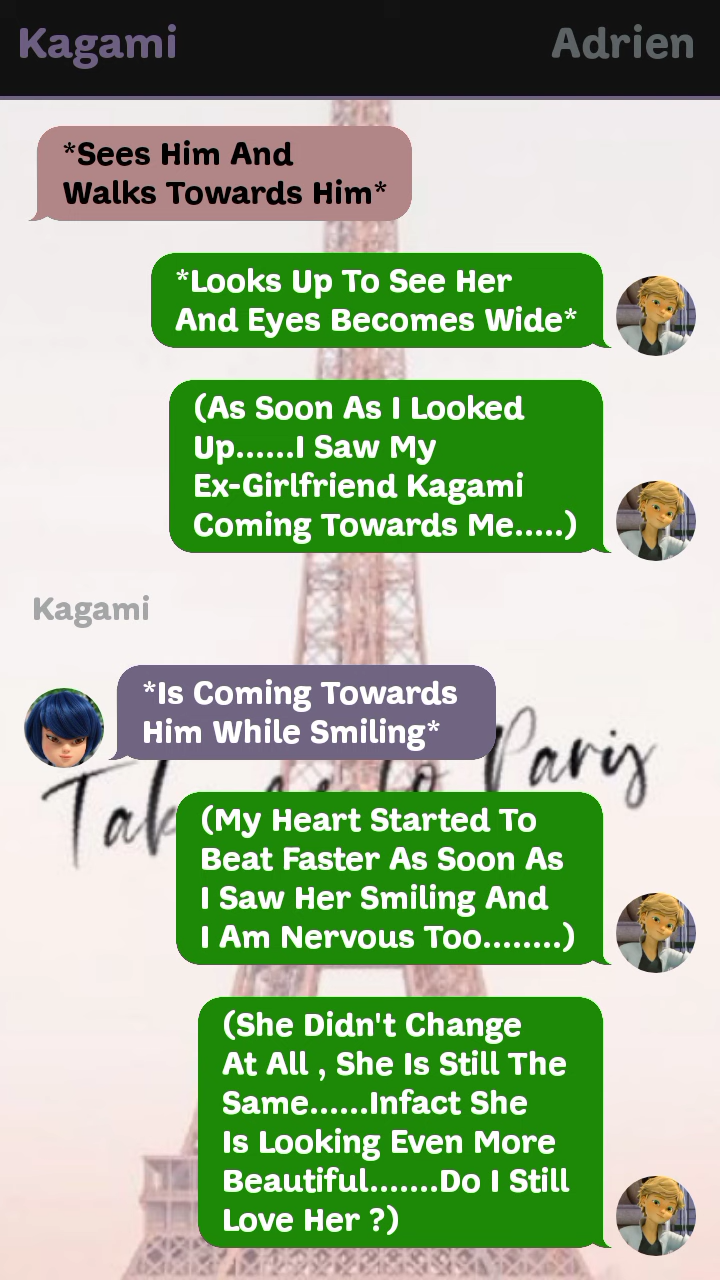 Kagami
Adrien
*Sees Him And
Walks Towards Him*
*Looks Up To See Her
And Eyes Becomes Wide*
(As Soon As I Looked
Up......I Saw My
Ex-Girlfriend Kagami
Coming Towards Me.....)
Kagami
*Is Coming Towards
Him While Smiling*
to Paris
(My Heart Started To
Beat Faster As Soon As
I Saw Her Smiling And
I Am Nervous Too........)
(She Didn't Change
At All , She Is Still The
Same......Infact She
Is Looking Even More
Beautiful.......Do I Still
Love Her ?)